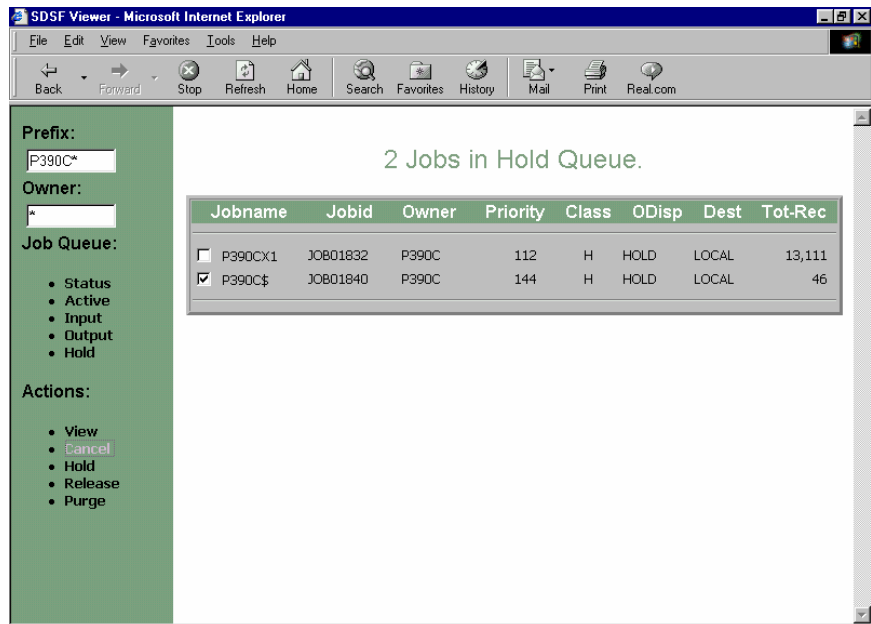 SDSF Viewer - Microsoft Internet Explorer
File Edit View Favorites Tools Help
Back Forward Stop Refresh Home Search Favorites History Mail Print Real.com
Prefix:
P390C*
Owner:
*
Job Queue:
Status
Active
Input
Output
Hold
Actions:
View
Cancel
Hold
Release
Purge
2 Jobs in Hold Queue.
Jobname Jobid Owner Priority Class ODisp Dest Tot-Rec
P390CX1 JOB01832 P390C 112 H HOLD LOCAL 13,111
P390C$ JOB01840 P390C 144 H HOLD LOCAL 46